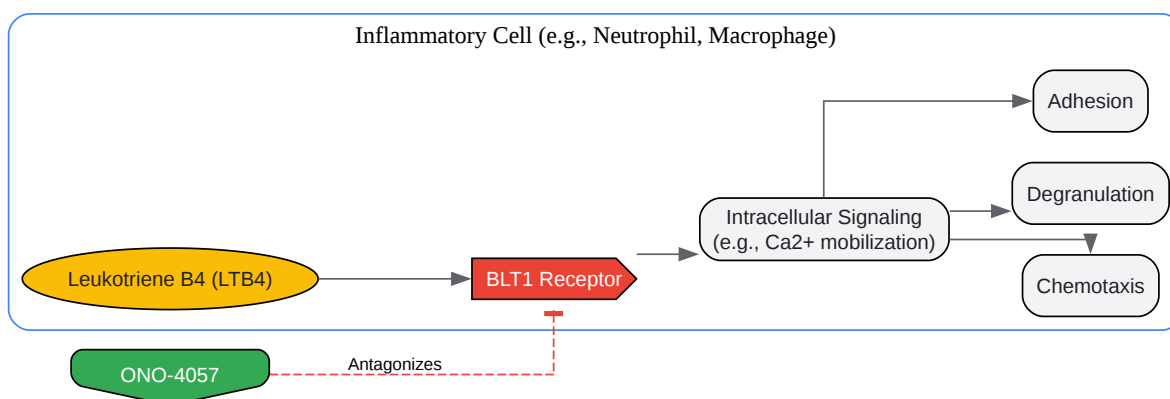 Inflammatory Cell (e.g., Neutrophil, Macrophage)
Adhesion
Degranulation
Intracellular Signaling
(e.g., Ca2+ mobilization)
Leukotriene B4 (LTB4)
BLT1 Receptor
Chemotaxis
Antagonizes
ONO-4057